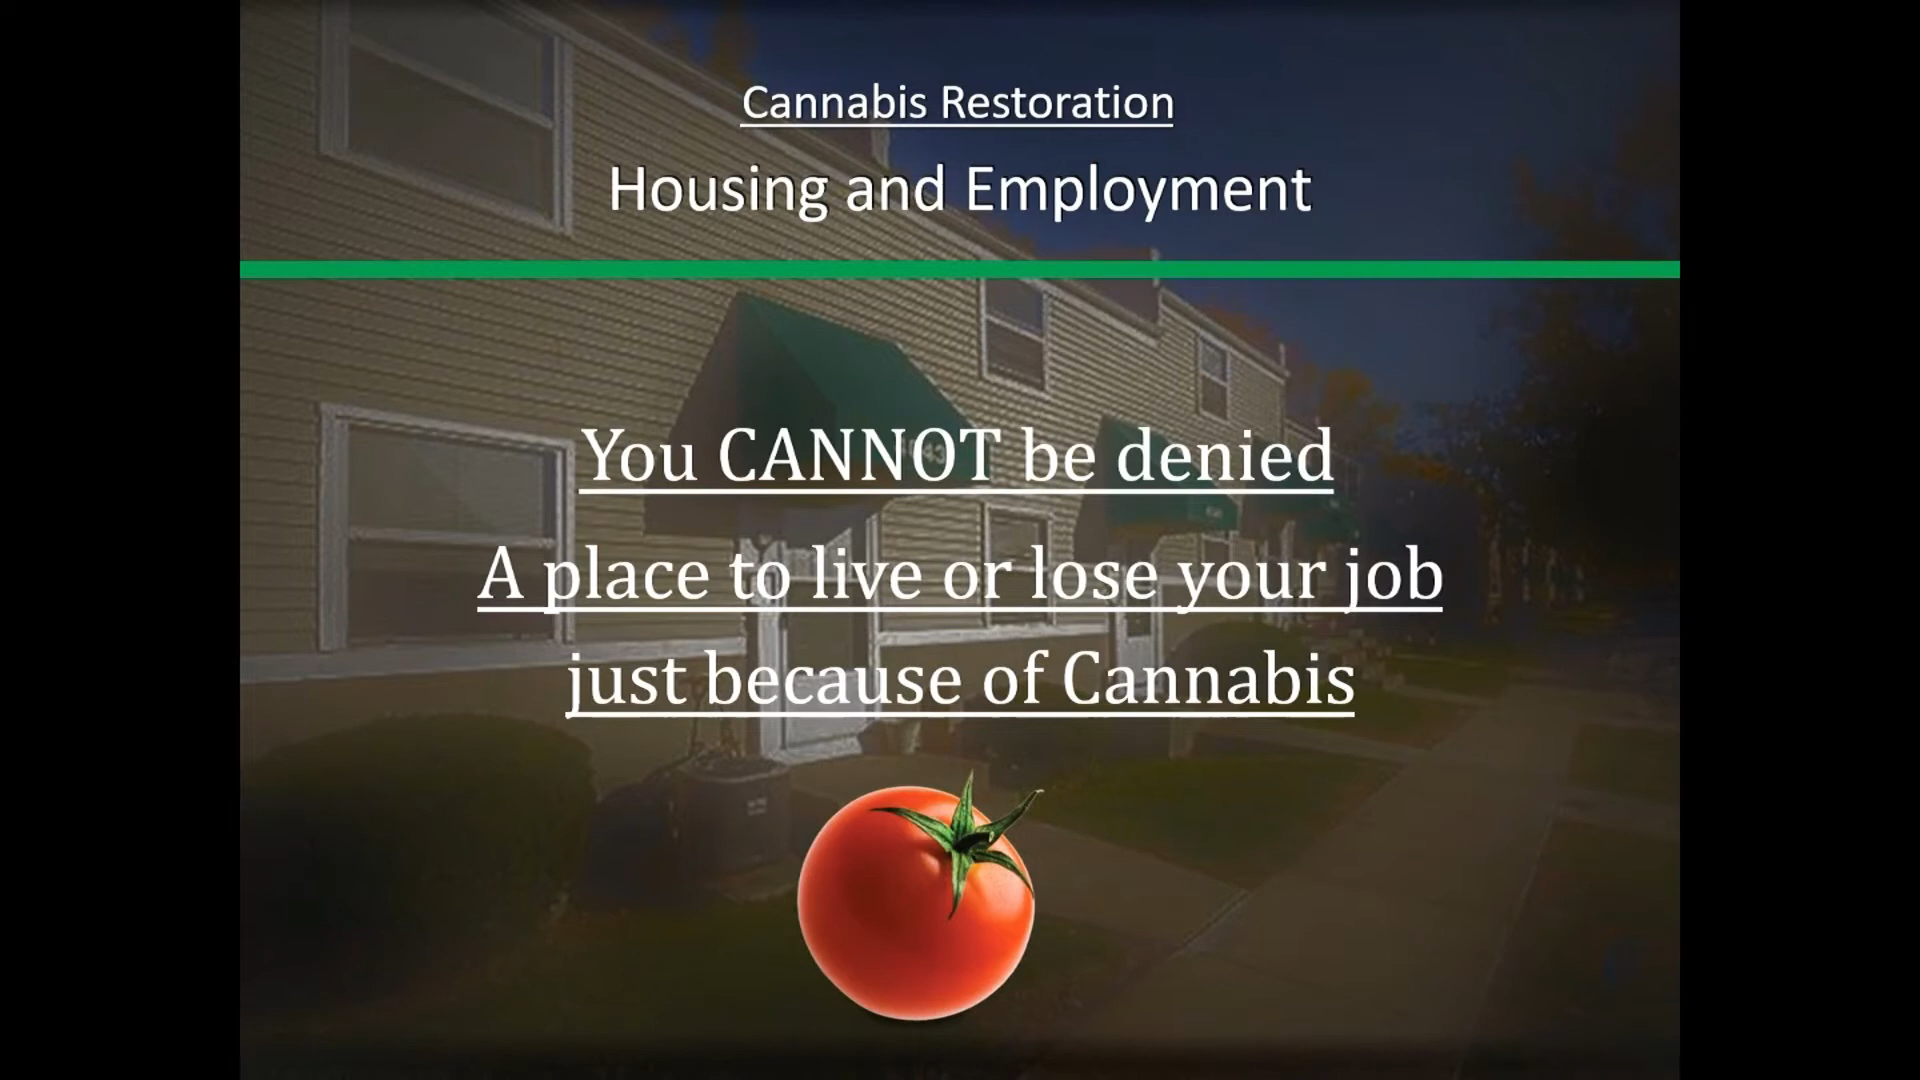 Cannabis Restoration
Housing and Employment
You CANNOT be denied
A place to live or lose your job
just because of Cannabis